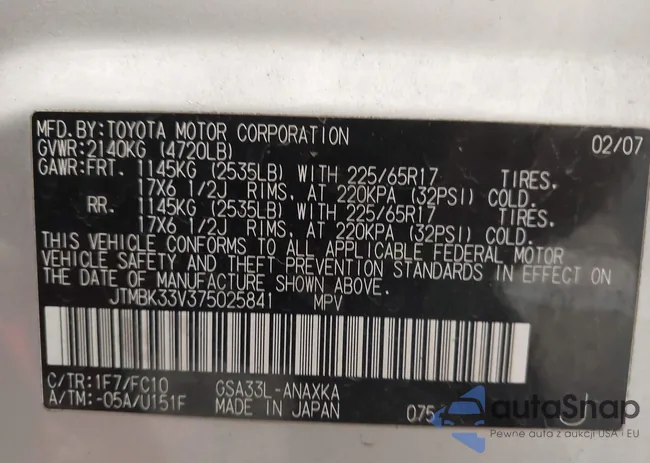 MFD.BY:TOYOTA MOTOR CORPORATION 02/07
GVWR:2140KG (4720LB)
GAWR:FRT. 1145KG (2535LB) WITH 225/65R17 TIRES,
17X6 1/2J RIMS, AT 220KPA (32PSI) COLD.
RR. 1145KG (2535LB) WITH 225/65R17 TIRES,
17X6 1/2J RIMS, AT 220KPA (32PSI) COLD.
THIS VEHICLE CONFORMS TO ALL APPLICABLE FEDERAL MOTOR
VEHICLE SAFETY AND THEFT PREVENTION STANDARDS IN EFFECT ON
THE DATE OF MANUFACTURE SHOWN ABOVE.
JTMBK33V375025841 MPV
C/TR:1F7/FC10 GSA33L-ANAXKA
A/TM:-05A/U151F MADE IN JAPAN 075
autoSnap
Pewne auta z aukcji USA i EU